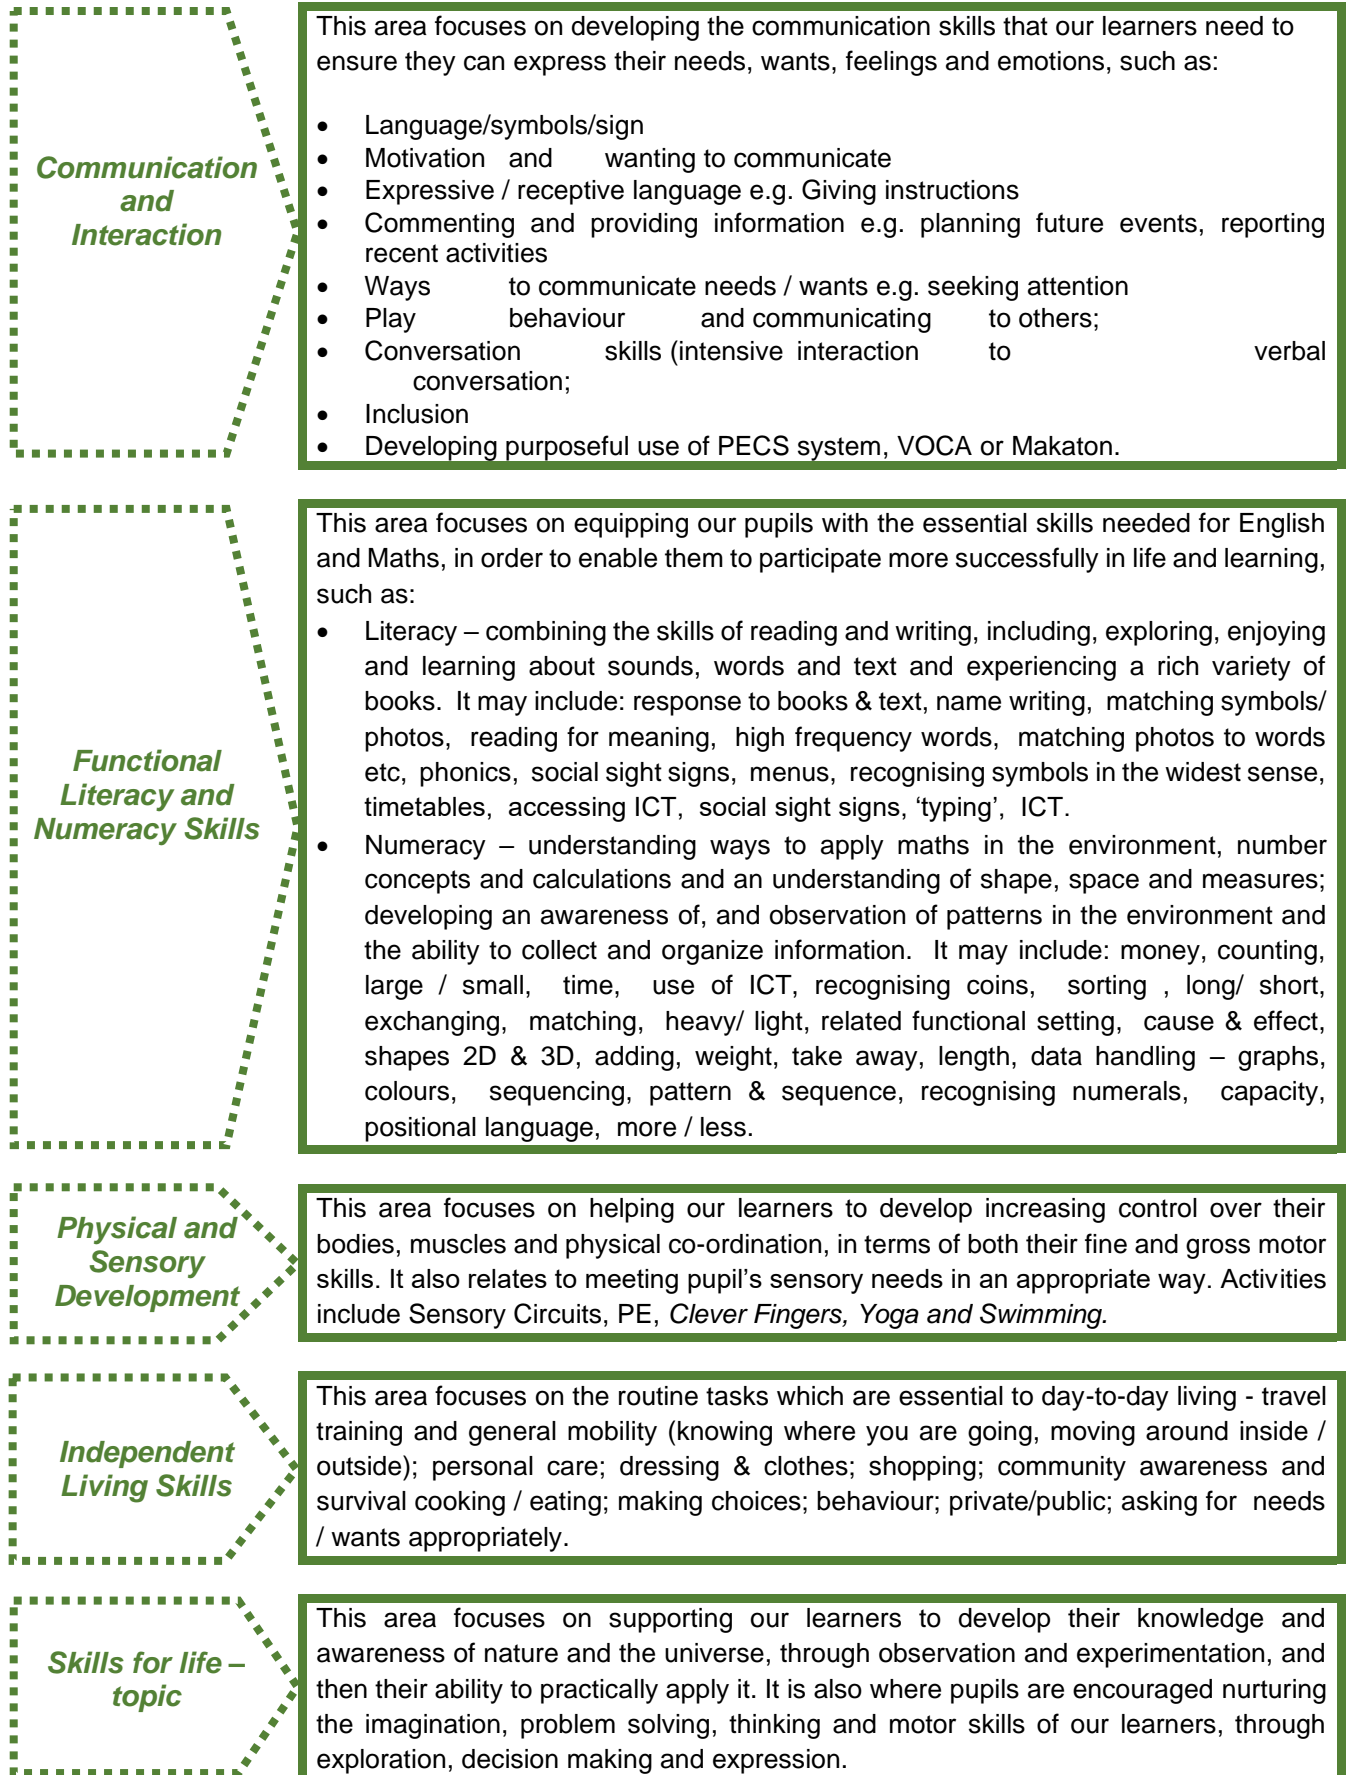 Communication
and
Interaction
This area focuses on developing the communication skills that our learners need to
ensure they can express their needs, wants, feelings and emotions, such as:
• Language/symbols/sign
• Motivation and wanting to communicate
• Expressive / receptive language e.g. Giving instructions
• Commenting and providing information e.g. planning future events, reporting
recent activities
• Ways to communicate needs / wants e.g. seeking attention
• Play behaviour and communicating to others;
• Conversation skills (intensive interaction to verbal
conversation;
• Inclusion
• Developing purposeful use of PECS system, VOCA or Makaton.
Functional
Literacy and
Numeracy Skills
This area focuses on equipping our pupils with the essential skills needed for English
and Maths, in order to enable them to participate more successfully in life and learning,
such as:
• Literacy – combining the skills of reading and writing, including, exploring, enjoying
and learning about sounds, words and text and experiencing a rich variety of
books. It may include: response to books & text, name writing, matching symbols/
photos, reading for meaning, high frequency words, matching photos to words
etc, phonics, social sight signs, menus, recognising symbols in the widest sense,
timetables, accessing ICT, social sight signs, ‘typing’, ICT.
• Numeracy – understanding ways to apply maths in the environment, number
concepts and calculations and an understanding of shape, space and measures;
developing an awareness of, and observation of patterns in the environment and
the ability to collect and organize information. It may include: money, counting,
large / small, time, use of ICT, recognising coins, sorting , long/ short,
exchanging, matching, heavy/ light, related functional setting, cause & effect,
shapes 2D & 3D, adding, weight, take away, length, data handling – graphs,
colours, sequencing, pattern & sequence, recognising numerals, capacity,
positional language, more / less.
Physical and
Sensory
Development
This area focuses on helping our learners to develop increasing control over their
bodies, muscles and physical co-ordination, in terms of both their fine and gross motor
skills. It also relates to meeting pupil’s sensory needs in an appropriate way. Activities
include Sensory Circuits, PE, Clever Fingers, Yoga and Swimming.
Independent
Living Skills
This area focuses on the routine tasks which are essential to day-to-day living - travel
training and general mobility (knowing where you are going, moving around inside /
outside); personal care; dressing & clothes; shopping; community awareness and
survival cooking / eating; making choices; behaviour; private/public; asking for needs
/ wants appropriately.
Skills for life –
topic
This area focuses on supporting our learners to develop their knowledge and
awareness of nature and the universe, through observation and experimentation, and
then their ability to practically apply it. It is also where pupils are encouraged nurturing
the imagination, problem solving, thinking and motor skills of our learners, through
exploration, decision making and expression.